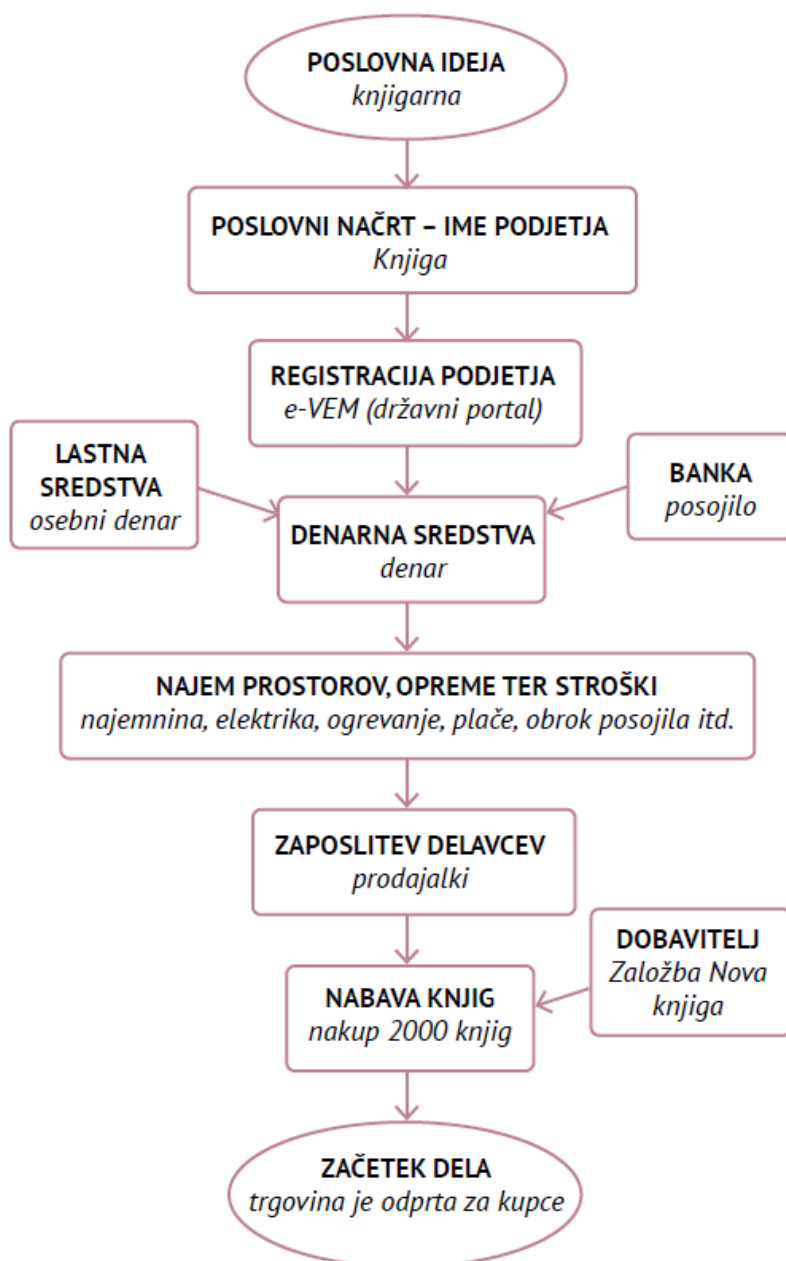 POSLOVNA IDEJA
knjigarna
POSLOVNI NAČRT – IME PODJETJA
Knjiga
REGISTRACIJA PODJETJA
e-VEM (državni portal)
LASTNA
SREDSTVA
osebni denar
BANKA
posojilo
DENARNA SREDSTVA
denar
NAJEM PROSTOROV, OPREME TER STROŠKI
najemnina, elektrika, ogrevanje, plače, obrok posojila itd.
ZAPOSLITEV DELAVCEV
prodajalki
DOBAVITELJ
Založba Nova
knjiga
NABAVA KNJIG
nakup 2000 knjig
ZAČETEK DELA
trgovina je odprta za kupce